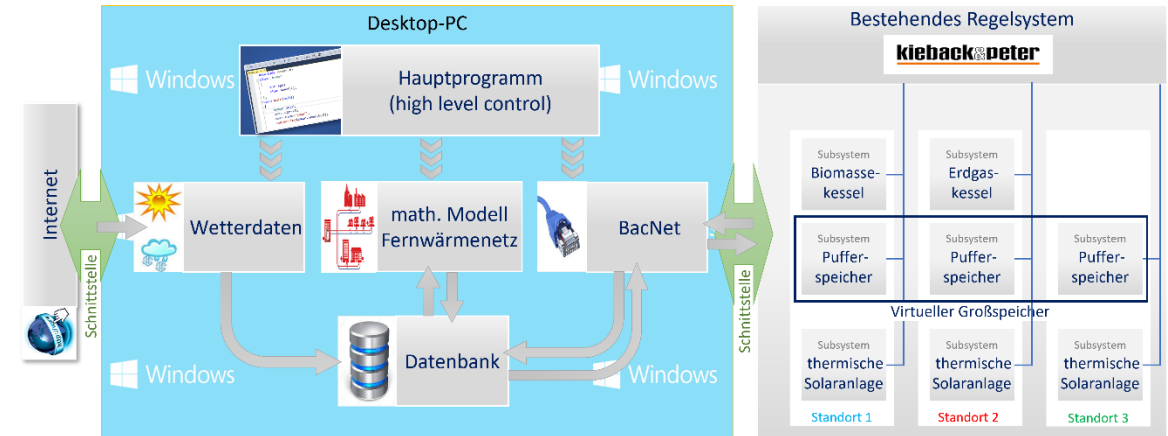 Desktop-PC
Windows
Hauptprogramm
(high level control)
Windows
Internet
Schnittstelle
Wetterdaten
math. Modell
Fernwärmenetz
BacNet
Datenbank
Windows
Windows
Schnittstelle
Bestehendes Regelsystem
kieback&peter
Subsystem
Biomasse-
kessel
Subsystem
Erdgas-
kessel
Subsystem
Puffer-
speicher
Subsystem
Puffer-
speicher
Subsystem
Puffer-
speicher
Virtueller Großspeicher
Subsystem
thermische
Solaranlage
Subsystem
thermische
Solaranlage
Subsystem
thermische
Solaranlage
Standort 1
Standort 2
Standort 3